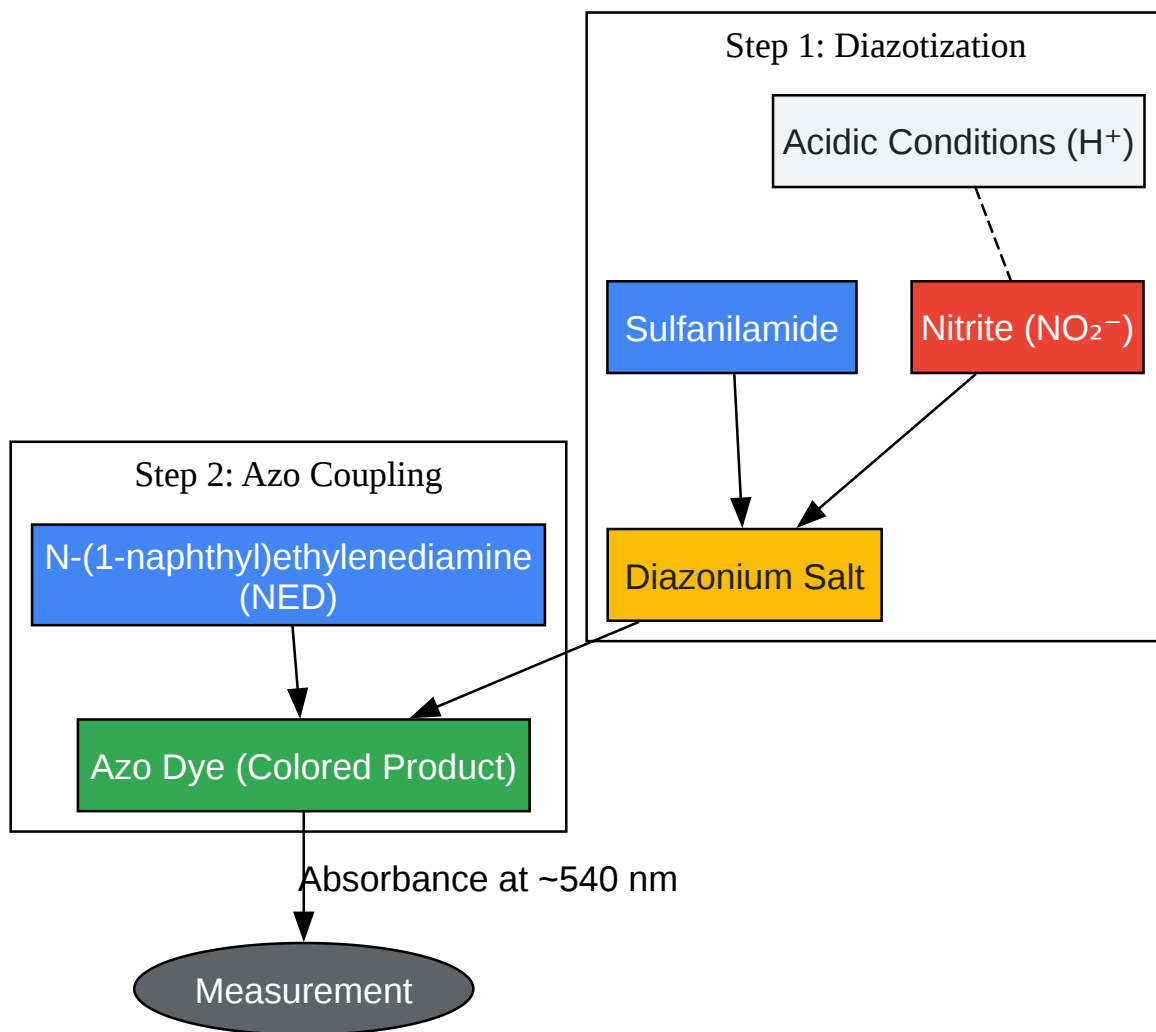 Step 1: Diazotization
Acidic Conditions (H⁺)
Sulfanilamide
Nitrite (NO₂⁻)
Diazonium Salt
Step 2: Azo Coupling
N-(1-naphthyl)ethylenediamine
(NED)
Azo Dye (Colored Product)
Absorbance at ~540 nm
Measurement